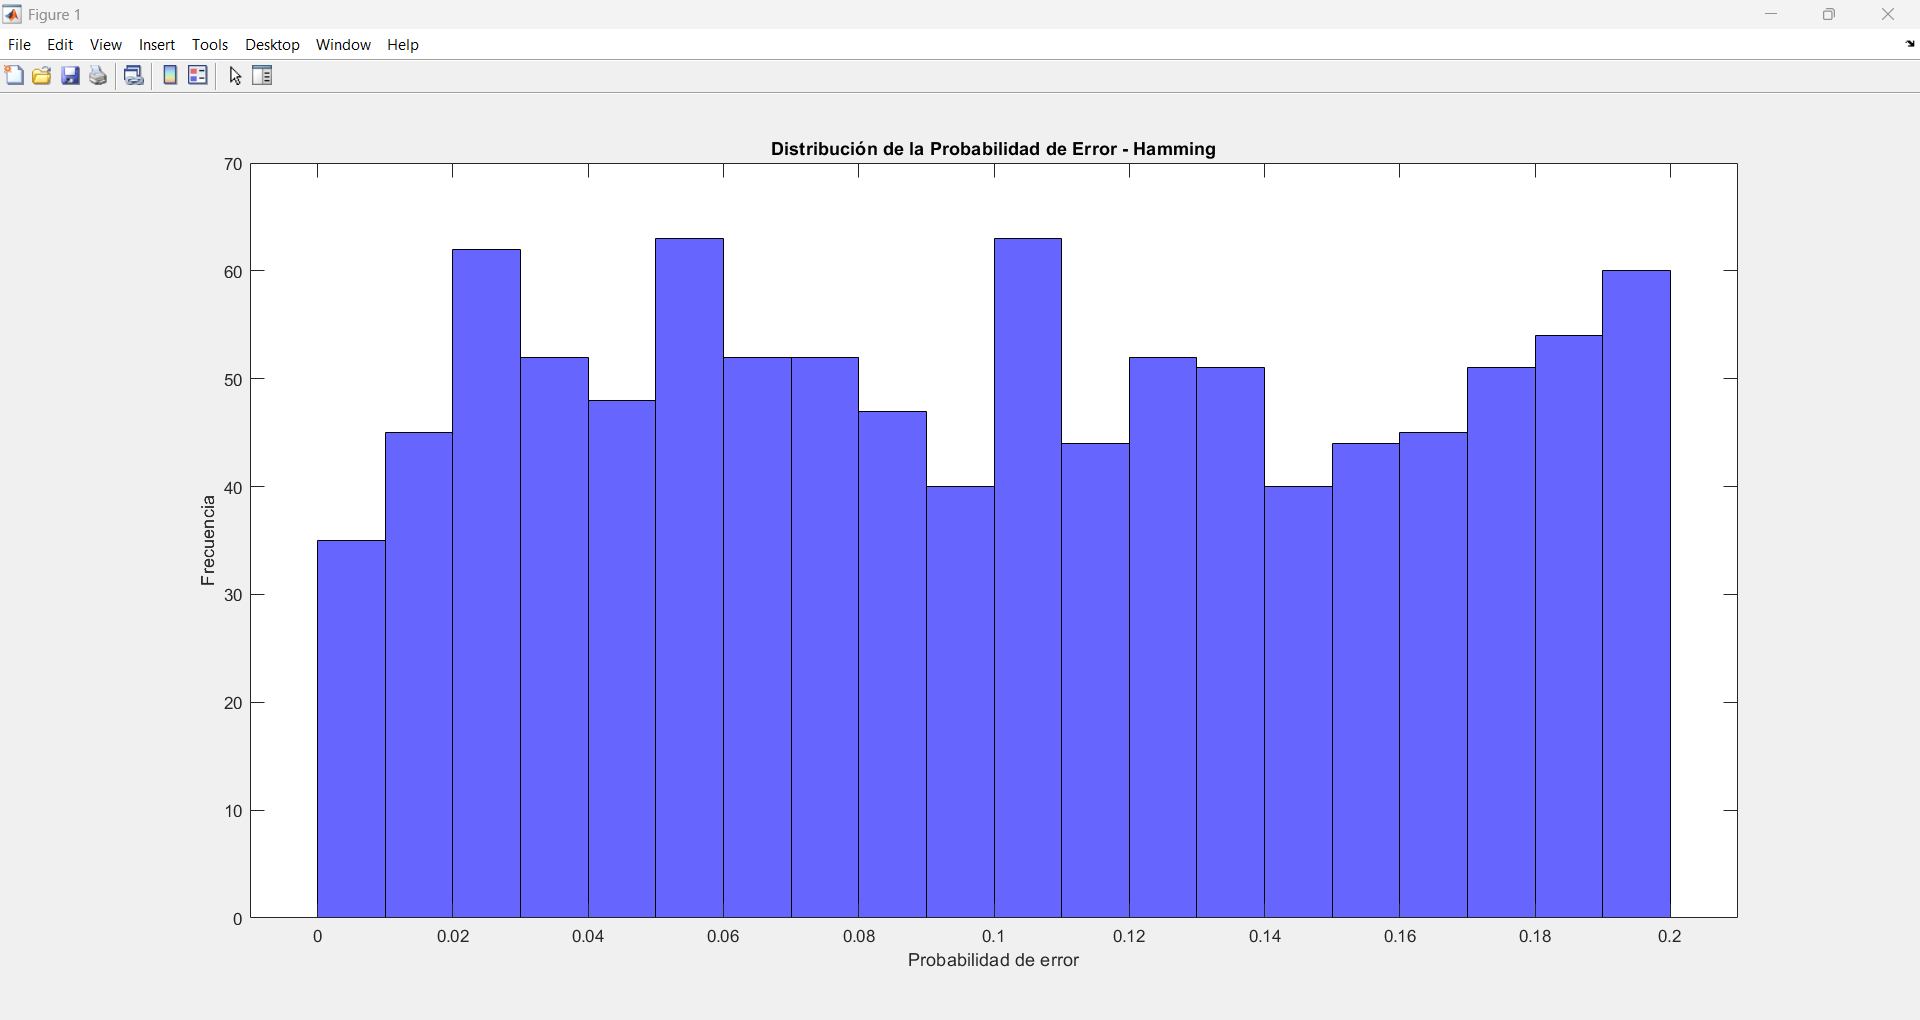 Figure 1
File Edit View Insert Tools Desktop Window Help
Distribución de la Probabilidad de Error - Hamming
70
60
50
40
30
20
10
0
Frecuencia
0 0.02 0.04 0.06 0.08 0.1 0.12 0.14 0.16 0.18 0.2
Probabilidad de error